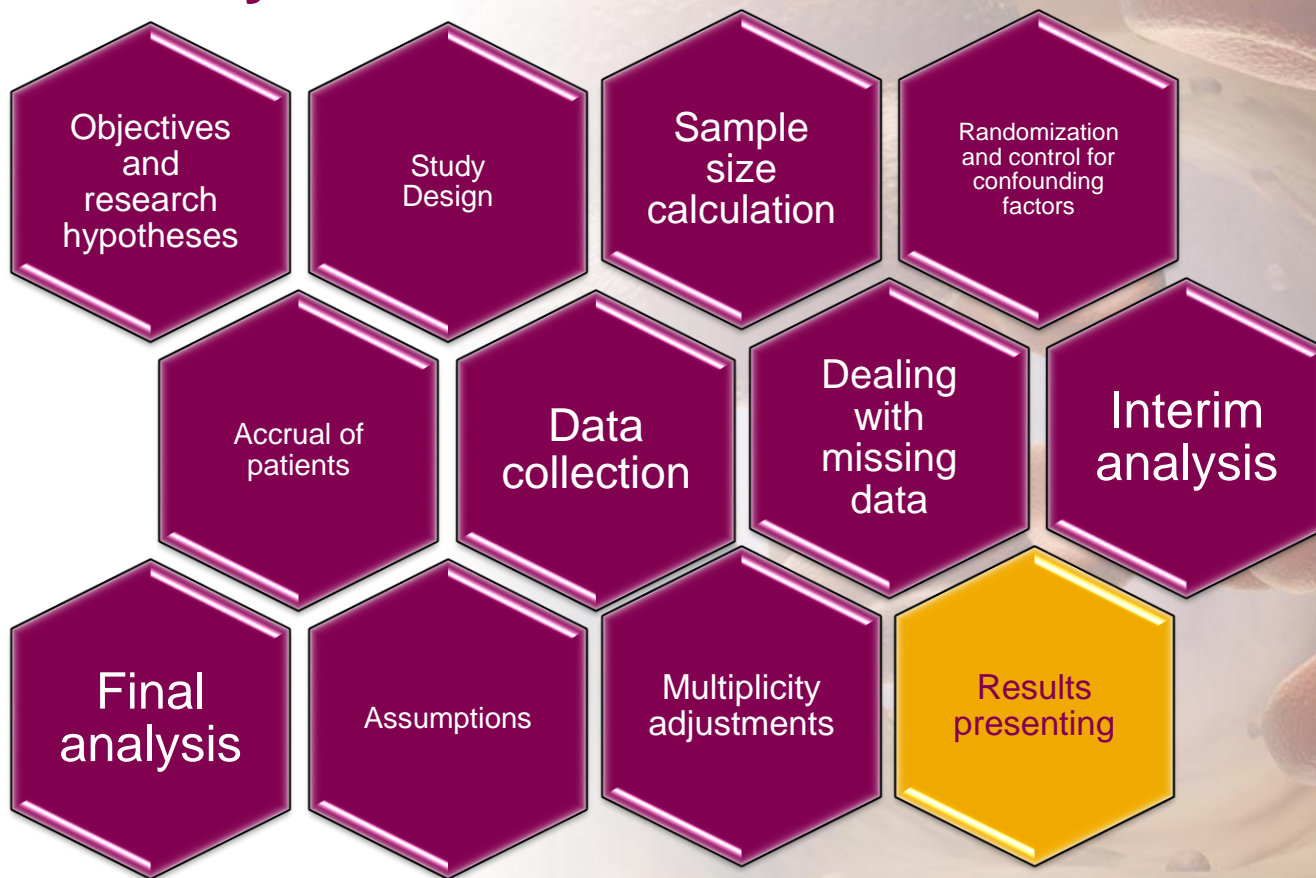 Objectives
and
research
hypotheses
Study
Design
Sample
size
calculation
Randomization
and control for
confounding
factors
Accrual of
patients
Data
collection
Dealing
with
missing
data
Interim
analysis
Final
analysis
Assumptions
Multiplicity
adjustments
Results
presenting